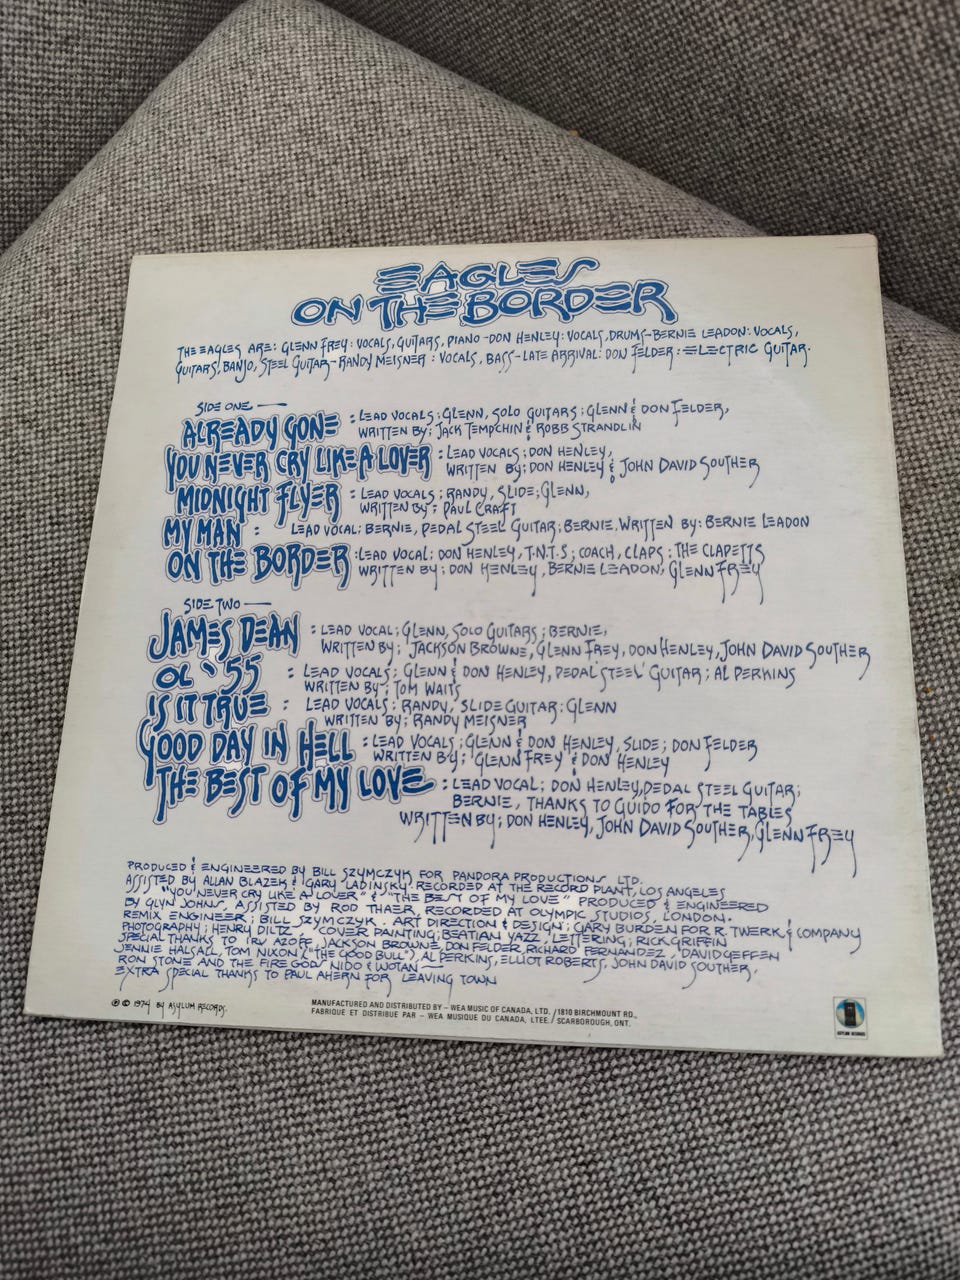 EAGLES
ON THE BORDER
THE EAGLES ARE: GLENN FREY: VOCALS, GUITARS, PIANO - DON HENLEY: VOCALS, DRUMS - BERNIE LEADON: VOCALS,
GUITARS, BANJO, STEEL GUITAR - RANDY MEISNER: VOCALS, BASS - LATE ARRIVAL: DON FELDER: ELECTRIC GUITAR.
SIDE ONE —
ALREADY GONE : LEAD VOCALS; GLENN, SOLO GUITARS; GLENN & DON FELDER,
WRITTEN BY; JACK TEMPCHIN & ROBB STRANDLIN
YOU NEVER CRY LIKE A LOVER : LEAD VOCALS; DON HENLEY,
WRITTEN BY; DON HENLEY & JOHN DAVID SOUTHER
MIDNIGHT FLYER : LEAD VOCALS; RANDY, SLIDE; GLENN,
WRITTEN BY: PAUL CRAFT
MY MAN : LEAD VOCAL: BERNIE, PEDAL STEEL GUITAR; BERNIE, WRITTEN BY: BERNIE LEADON
ON THE BORDER : LEAD VOCAL; DON HENLEY, T.N.T.S; COACH, CLAPS; THE CLAPETTS
WRITTEN BY; DON HENLEY, BERNIE LEADON, GLENN FREY
SIDE TWO —
JAMES DEAN : LEAD VOCAL; GLENN, SOLO GUITARS; BERNIE,
WRITTEN BY; JACKSON BROWNE, GLENN FREY, DON HENLEY, JOHN DAVID SOUTHER
OL '55 : LEAD VOCALS; GLENN & DON HENLEY, PEDAL STEEL GUITAR; AL PERKINS
WRITTEN BY; TOM WAITS
IS IT TRUE : LEAD VOCALS; RANDY, SLIDE GUITAR: GLENN
WRITTEN BY; RANDY MEISNER
GOOD DAY IN HELL : LEAD VOCALS; GLENN & DON HENLEY, SLIDE; DON FELDER
WRITTEN BY; GLENN FREY & DON HENLEY
THE BEST OF MY LOVE : LEAD VOCAL; DON HENLEY, PEDAL STEEL GUITAR;
BERNIE, THANKS TO GUIDO FOR THE TABLES
WRITTEN BY; DON HENLEY, JOHN DAVID SOUTHER, GLENN FREY
PRODUCED & ENGINEERED BY BILL SZYMCZYK FOR PANDORA PRODUCTIONS, LTD.
ASSISTED BY ALLAN BLAZEK & GARY LADINSKY. RECORDED AT THE RECORD PLANT, LOS ANGELES
"YOU NEVER CRY LIKE A LOVER" & "THE BEST OF MY LOVE" PRODUCED & ENGINEERED
BY GLYN JOHNS, ASSISTED BY ROD THAER, RECORDED AT OLYMPIC STUDIOS, LONDON.
REMIX ENGINEER; BILL SZYMCZYK. ART DIRECTION & DESIGN; GARY BURDEN FOR R. TWERK & COMPANY
PHOTOGRAPHY; HENRY DILTZ. COVER PAINTING; BEATIAN YAZZ, LETTERING; RICK GRIFFIN
SPECIAL THANKS TO IRV AZOFF, JACKSON BROWNE, DON FELDER, RICHARD FERNANDEZ, DAVID GEFFEN
JENNIE HALSALL, TOM NIXON ("THE GOOD BULL"), AL PERKINS, ELLIOT ROBERTS, JOHN DAVID SOUTHER,
RON STONE AND THE FIRE GODS NIDO & WOTAN —
EXTRA SPECIAL THANKS TO PAUL AHERN FOR LEAVING TOWN
℗ © 1974 BY ASYLUM RECORDS.
MANUFACTURED AND DISTRIBUTED BY – WEA MUSIC OF CANADA, LTD. / 1810 BIRCHMOUNT RD.,
FABRIQUE ET DISTRIBUE PAR – WEA MUSIQUE DU CANADA, LTEE. / SCARBOROUGH, ONT.
ASYLUM RECORDS